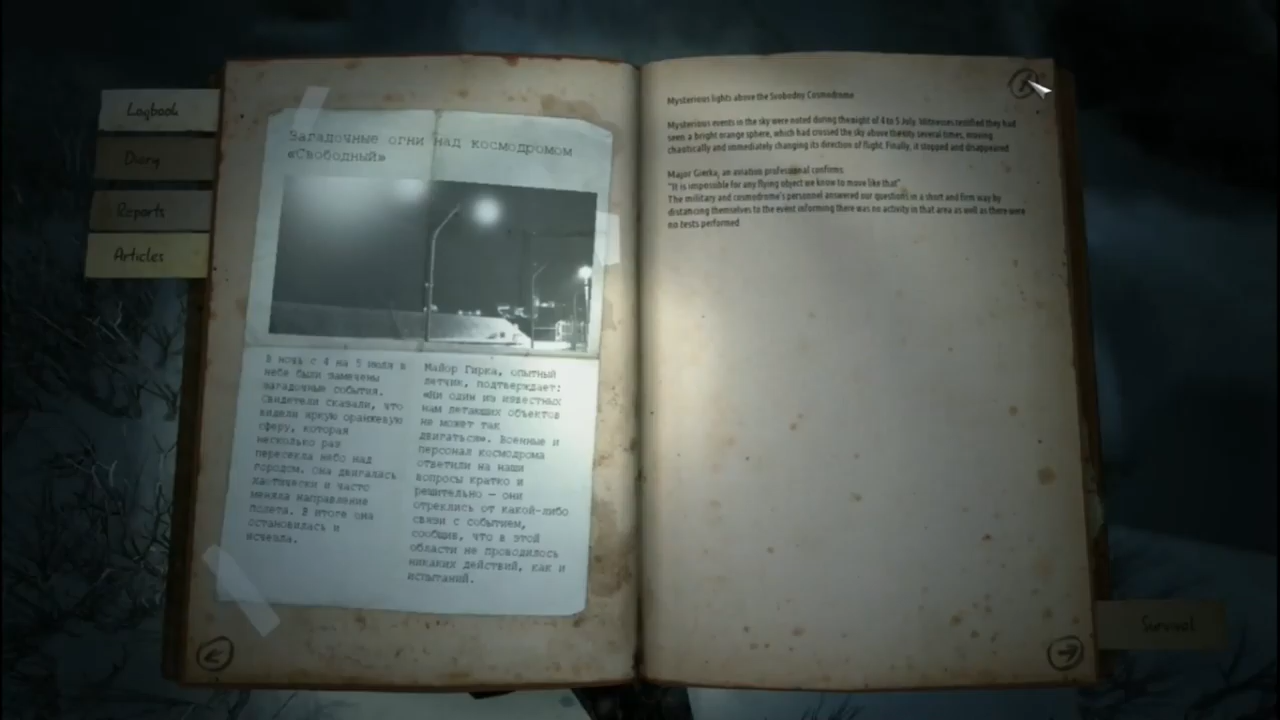 Logbook
Diary
Reports
Articles
Загадочные огни над космодромом
«Свободный»
В ночь с 4 на 5 июля в
небе были замечены
загадочные события.
Свидетели сказали, что
видели яркую оранжевую
сферу, которая
несколько раз
пересекла небо над
городом. Она двигалась
хаотически и часто
меняла направление
полета. В итоге она
остановилась и
исчезла.
Майор Гирка, опытный
летчик, подтверждает:
«Ни один из известных
нам летающих объектов
не может так
двигаться». Военные и
персонал космодрома
ответили на наши
вопросы кратко и
решительно — они
отреклись от какой-либо
связи с событием,
сообщив, что в этой
области не проводилось
никаких действий, как и
испытаний.
Mysterious lights above the Svobodny Cosmodrome
Mysterious events in the sky were noted during the night of 4 to 5 July. Witnesses testified they had
seen a bright orange sphere, which had crossed the sky above the city several times, moving
chaotically and immediately changing its direction of flight. Finally, it stopped and disappeared
Major Gierka, an aviation professional confirms
"It is impossible for any flying object we know to move like that"
The military and cosmodrome's personnel answered our questions in a short and firm way by
distancing themselves to the event informing there was no activity in that area as well as there were
no tests performed
Survival